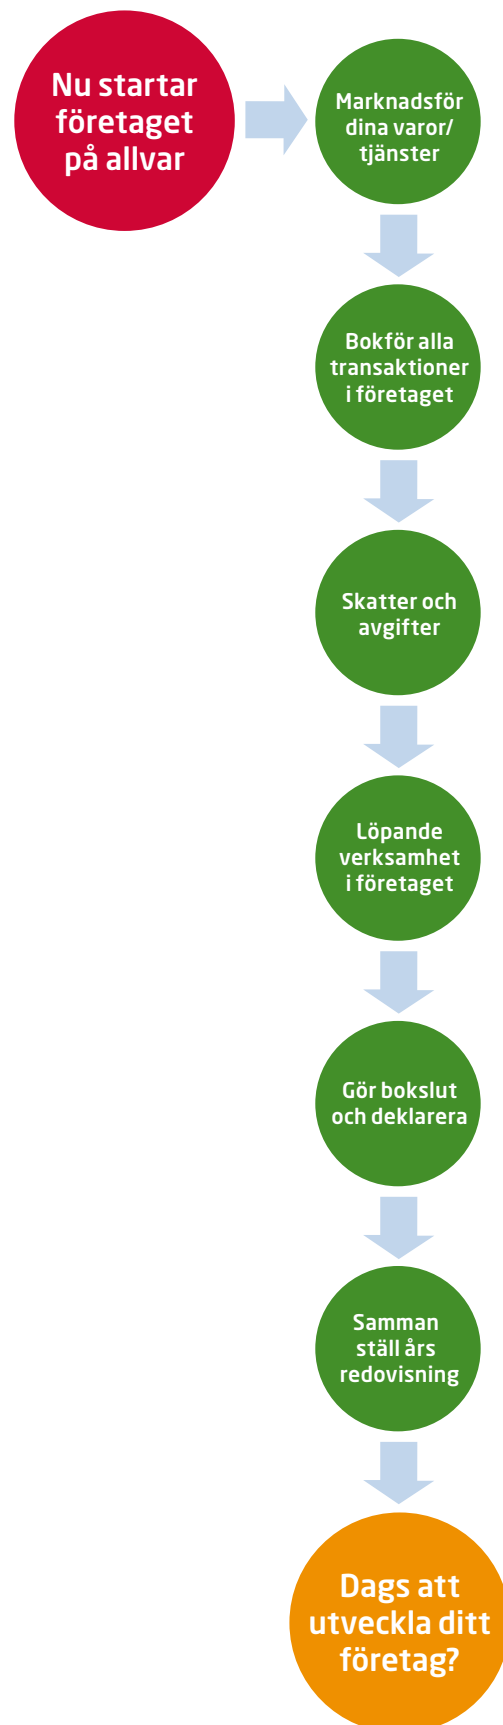 Nu startar
företaget
på allvar
Marknadsför
dina varor/
tjänster
Bokför alla
transaktioner
i företaget
Skatter och
avgifter
Löpande
verksamhet
i företaget
Gör bokslut
och deklarera
Samman
ställ års
redovisning
Dags att
utveckla ditt
företag?